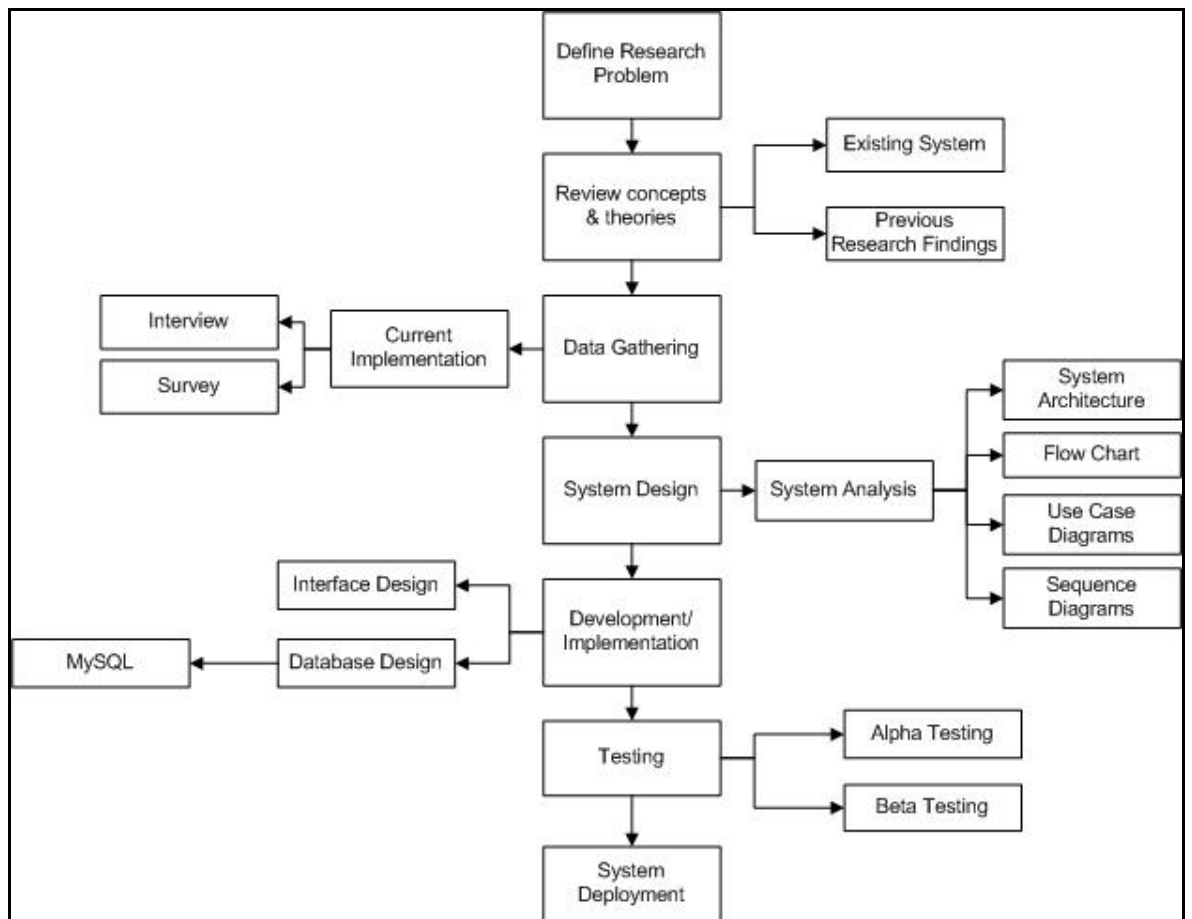 Define Research
Problem
Existing System
Review concepts
& theories
Previous
Research Findings
Interview
Current
Implementation
Data Gathering
Survey
System
Architecture
System Design
System Analysis
Flow Chart
Use Case
Diagrams
Sequence
Diagrams
Interface Design
Development/
Implementation
MySQL
Database Design
Testing
Alpha Testing
Beta Testing
System
Deployment